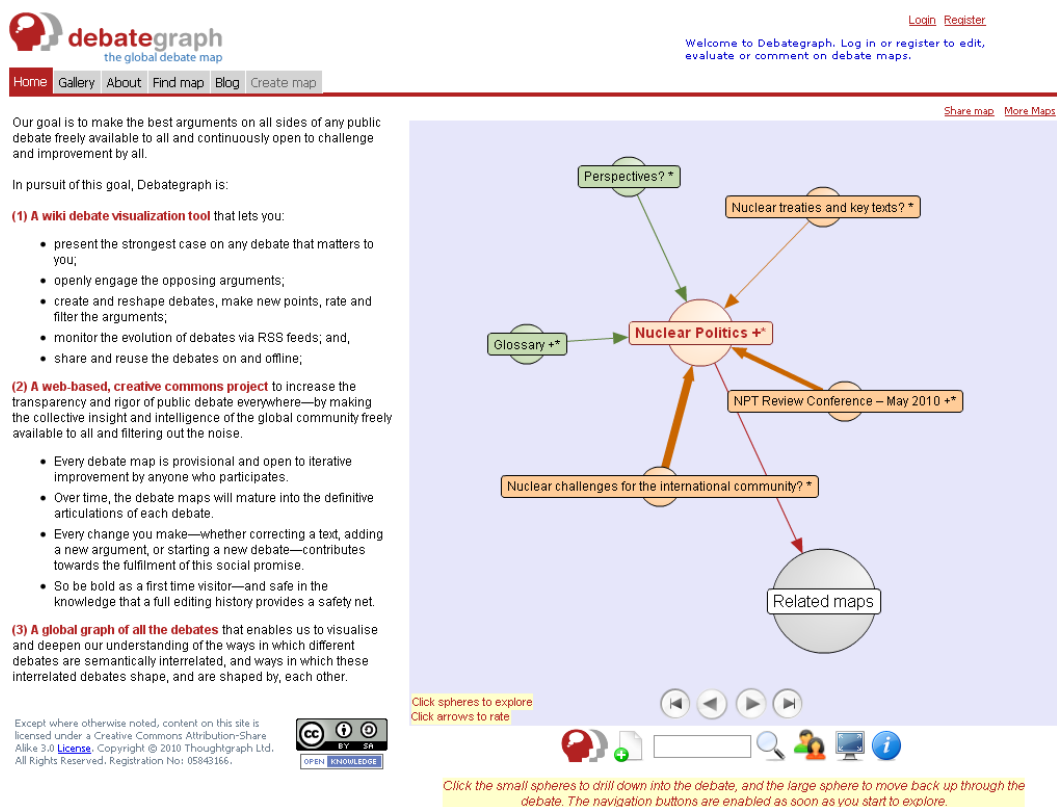 debategraph
the global debate map
Login Register
Welcome to Debategraph. Log in or register to edit,
evaluate or comment on debate maps.
Home Gallery About Find map Blog Create map
Share map More Maps
Our goal is to make the best arguments on all sides of any public
debate freely available to all and continuously open to challenge
and improvement by all.
In pursuit of this goal, Debategraph is:
(1) A wiki debate visualization tool that lets you:
• present the strongest case on any debate that matters to
you;
• openly engage the opposing arguments;
• create and reshape debates, make new points, rate and
filter the arguments;
• monitor the evolution of debates via RSS feeds; and,
• share and reuse the debates on and offline;
(2) A web-based, creative commons project to increase the
transparency and rigor of public debate everywhere—by making
the collective insight and intelligence of the global community freely
available to all and filtering out the noise.
• Every debate map is provisional and open to iterative
improvement by anyone who participates.
• Over time, the debate maps will mature into the definitive
articulations of each debate.
• Every change you make—whether correcting a text, adding
a new argument, or starting a new debate—contributes
towards the fulfilment of this social promise.
• So be bold as a first time visitor—and safe in the
knowledge that a full editing history provides a safety net.
(3) A global graph of all the debates that enables us to visualise
and deepen our understanding of the ways in which different
debates are semantically interrelated, and ways in which these
interrelated debates shape, and are shaped by, each other.
Except where otherwise noted, content on this site is
licensed under a Creative Commons Attribution-Share
Alike 3.0 License. Copyright © 2010 Thoughtgraph Ltd.
All Rights Reserved. Registration No: 05843166.
cc BY SA
OPEN KNOWLEDGE
Perspectives? *
Nuclear treaties and key texts? *
Nuclear Politics +*
Glossary +*
NPT Review Conference – May 2010 +*
Nuclear challenges for the international community? *
Related maps
Click spheres to explore
Click arrows to rate
Click the small spheres to drill down into the debate, and the large sphere to move back up through the
debate. The navigation buttons are enabled as soon as you start to explore.